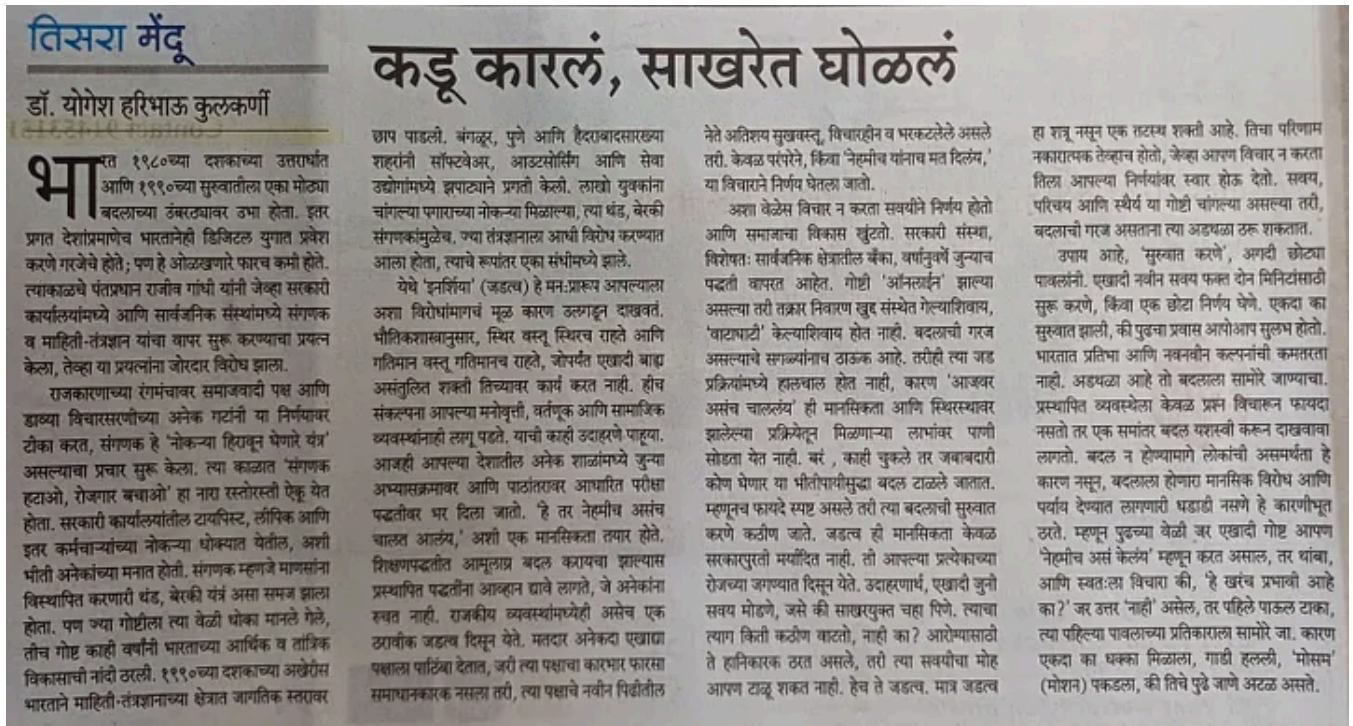 तिसरा मेंदू
डॉ. योगेश हरिभाऊ कुलकर्णी
कडू कारलं, साखरेत घोळलं
भारत १९८०च्या दशकाच्या उत्तरार्धात
आणि १९९०च्या सुरुवातीला एका मोठ्या
बदलाच्या उंबरठ्यावर उभा होता. इतर
प्रगत देशांप्रमाणेच भारतानेही डिजिटल युगात प्रवेश
करणे गरजेचे होते; पण हे ओळखणारे फारच कमी होते.
त्याकाळचे पंतप्रधान राजीव गांधी यांनी जेव्हा सरकारी
कार्यालयांमध्ये आणि सार्वजनिक संस्थांमध्ये संगणक
व माहिती-तंत्रज्ञान यांचा वापर सुरू करण्याचा प्रयत्न
केला, तेव्हा या प्रयत्नांना जोरदार विरोध झाला.
राजकारणाच्या रंगमंचावर समाजवादी पक्ष आणि
डाव्या विचारसरणीच्या अनेक गटांनी या निर्णयावर
टीका करत, संगणक हे 'नोकऱ्या हिरावून घेणारे यंत्र'
असल्याचा प्रचार सुरू केला. त्या काळात 'संगणक
हटाओ, रोजगार बचाओ' हा नारा रस्तोरस्ती ऐकू येत
होता. सरकारी कार्यालयांतील टायपिस्ट, लीपिक आणि
इतर कर्मचाऱ्यांच्या नोकऱ्या धोक्यात येतील, अशी
भीती अनेकांच्या मनात होती. संगणक म्हणजे माणसांना
विस्थापित करणारी थंड, बेरकी यंत्रं असा समज झाला
होता. पण ज्या गोष्टीला त्या वेळी धोका मानले गेले,
तीच गोष्ट काही वर्षांनी भारताच्या आर्थिक व तांत्रिक
विकासाची नांदी ठरली. १९९०च्या दशकाच्या अखेरीस
भारताने माहिती-तंत्रज्ञानाच्या क्षेत्रात जागतिक स्तरावर
छाप पाडली. बंगळूर, पुणे आणि हैदराबादसारख्या
शहरांनी सॉफ्टवेअर, आउटसोर्सिंग आणि सेवा
उद्योगांमध्ये झपाट्याने प्रगती केली. लाखो युवकांना
चांगल्या पगाराच्या नोकऱ्या मिळाल्या, त्या थंड, बेरकी
संगणकांमुळेच. ज्या तंत्रज्ञानाला आधी विरोध करण्यात
आला होता, त्याचे रूपांतर एका संधीमध्ये झाले.
येथे 'इनर्शिया' (जडत्व) हे मन:प्रारूप आपल्याला
अशा विरोधांमागचं मूळ कारण उलगडून दाखवतं.
भौतिकशास्त्रानुसार, स्थिर वस्तू स्थिरच राहते आणि
गतिमान वस्तू गतिमानच राहते, जोपर्यंत एखादी बाह्य
असंतुलित शक्ती तिच्यावर कार्य करत नाही. हीच
संकल्पना आपल्या मनोवृत्ती, वर्तणूक आणि सामाजिक
व्यवस्थांनाही लागू पडते. याची काही उदाहरणे पाहूया.
आजही आपल्या देशातील अनेक शाळांमध्ये जुन्या
अभ्यासक्रमावर आणि पाठांतरावर आधारित परीक्षा
पद्धतीवर भर दिला जातो. 'हे तर नेहमीच असंच
चालत आलंय,' अशी एक मानसिकता तयार होते.
शिक्षणपद्धतीत आमूलाग्र बदल करायचा झाल्यास
प्रस्थापित पद्धतींना आव्हान द्यावे लागते, जे अनेकांना
रुचत नाही. राजकीय व्यवस्थांमध्येही असेच एक
ठरावीक जडत्व दिसून येते. मतदार अनेकदा एखाद्या
पक्षाला पाठिंबा देतात, जरी त्या पक्षाचा कारभार फारसा
समाधानकारक नसला तरी, त्या पक्षाचे नवीन पिढीतील
नेते अतिशय सुखवस्तू, विचारहीन व भरकटलेले असले
तरी. केवळ परंपरेने, किंवा 'नेहमीच यांनाच मत दिलंय,'
या विचाराने निर्णय घेतला जातो.
अशा वेळेस विचार न करता सवयीने निर्णय होतो
आणि समाजाचा विकास खुंटतो. सरकारी संस्था,
विशेषतः सार्वजनिक क्षेत्रातील बँका, वर्षानुवर्षे जुन्याच
पद्धती वापरत आहेत. गोष्टी 'ऑनलाईन' झाल्या
असल्या तरी तक्रार निवारण खुद्द संस्थेत गेल्याशिवाय,
'वाटाघाटी' केल्याशिवाय होत नाही. बदलाची गरज
असल्याचे सगळ्यांनाच ठाऊक आहे. तरीही त्या जड
प्रक्रियांमध्ये हालचाल होत नाही, कारण 'आजवर
असंच चाललंय' ही मानसिकता आणि स्थिरस्थावर
झालेल्या प्रक्रियेतून मिळणाऱ्या लाभांवर पाणी
सोडता येत नाही. बरं , काही चुकले तर जबाबदारी
कोण घेणार या भीतीपायीसुद्धा बदल टाळले जातात.
म्हणूनच फायदे स्पष्ट असले तरी त्या बदलाची सुरुवात
करणे कठीण जाते. जडत्व ही मानसिकता केवळ
सरकारपुरती मर्यादित नाही. ती आपल्या प्रत्येकाच्या
रोजच्या जगण्यात दिसून येते. उदाहरणार्थ, एखादी जुनी
सवय मोडणे, जसे की साखरयुक्त चहा पिणे. त्याचा
त्याग किती कठीण वाटतो, नाही का? आरोग्यासाठी
ते हानिकारक ठरत असले, तरी त्या सवयीचा मोह
आपण टाळू शकत नाही. हेच ते जडत्व. मात्र जडत्व
हा शत्रू नसून एक तटस्थ शक्ती आहे. तिचा परिणाम
नकारात्मक तेव्हाच होतो, जेव्हा आपण विचार न करता
तिला आपल्या निर्णयांवर स्वार होऊ देतो. सवय,
परिचय आणि स्थैर्य या गोष्टी चांगल्या असल्या तरी,
बदलाची गरज असताना त्या अडथळा ठरू शकतात.
उपाय आहे, 'सुरुवात करणे', अगदी छोट्या
पावलांनी. एखादी नवीन सवय फक्त दोन मिनिटांसाठी
सुरू करणे, किंवा एक छोटा निर्णय घेणे. एकदा का
सुरुवात झाली, की पुढचा प्रवास आपोआप सुलभ होतो.
भारतात प्रतिभा आणि नवनवीन कल्पनांची कमतरता
नाही. अडथळा आहे तो बदलाला सामोरे जाण्याचा.
प्रस्थापित व्यवस्थेला केवळ प्रश्न विचारून फायदा
नसतो तर एक समांतर बदल यशस्वी करून दाखवावा
लागतो. बदल न होण्यामागे लोकांची असमर्थता हे
कारण नसून, बदलाला होणारा मानसिक विरोध आणि
पर्याय देण्यात लागणारी धडाडी नसणे हे कारणीभूत
ठरते. म्हणून पुढच्या वेळी जर एखादी गोष्ट आपण
'नेहमीच असं केलंय' म्हणून करत असाल, तर थांबा,
आणि स्वतःला विचारा की, 'हे खरंच प्रभावी आहे
का?' जर उत्तर 'नाही' असेल, तर पहिले पाऊल टाका,
त्या पहिल्या पावलाच्या प्रतिकाराला सामोरे जा. कारण
एकदा का धक्का मिळाला, गाडी हलली, 'मोसम'
(मोशन) पकडला, की तिचे पुढे जाणे अटळ असते.